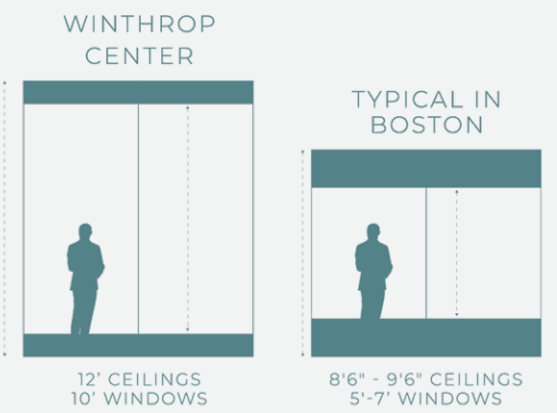 WINTHROP
CENTER
TYPICAL IN
BOSTON
12' CEILINGS
10' WINDOWS
8'6" - 9'6" CEILINGS
5'-7' WINDOWS